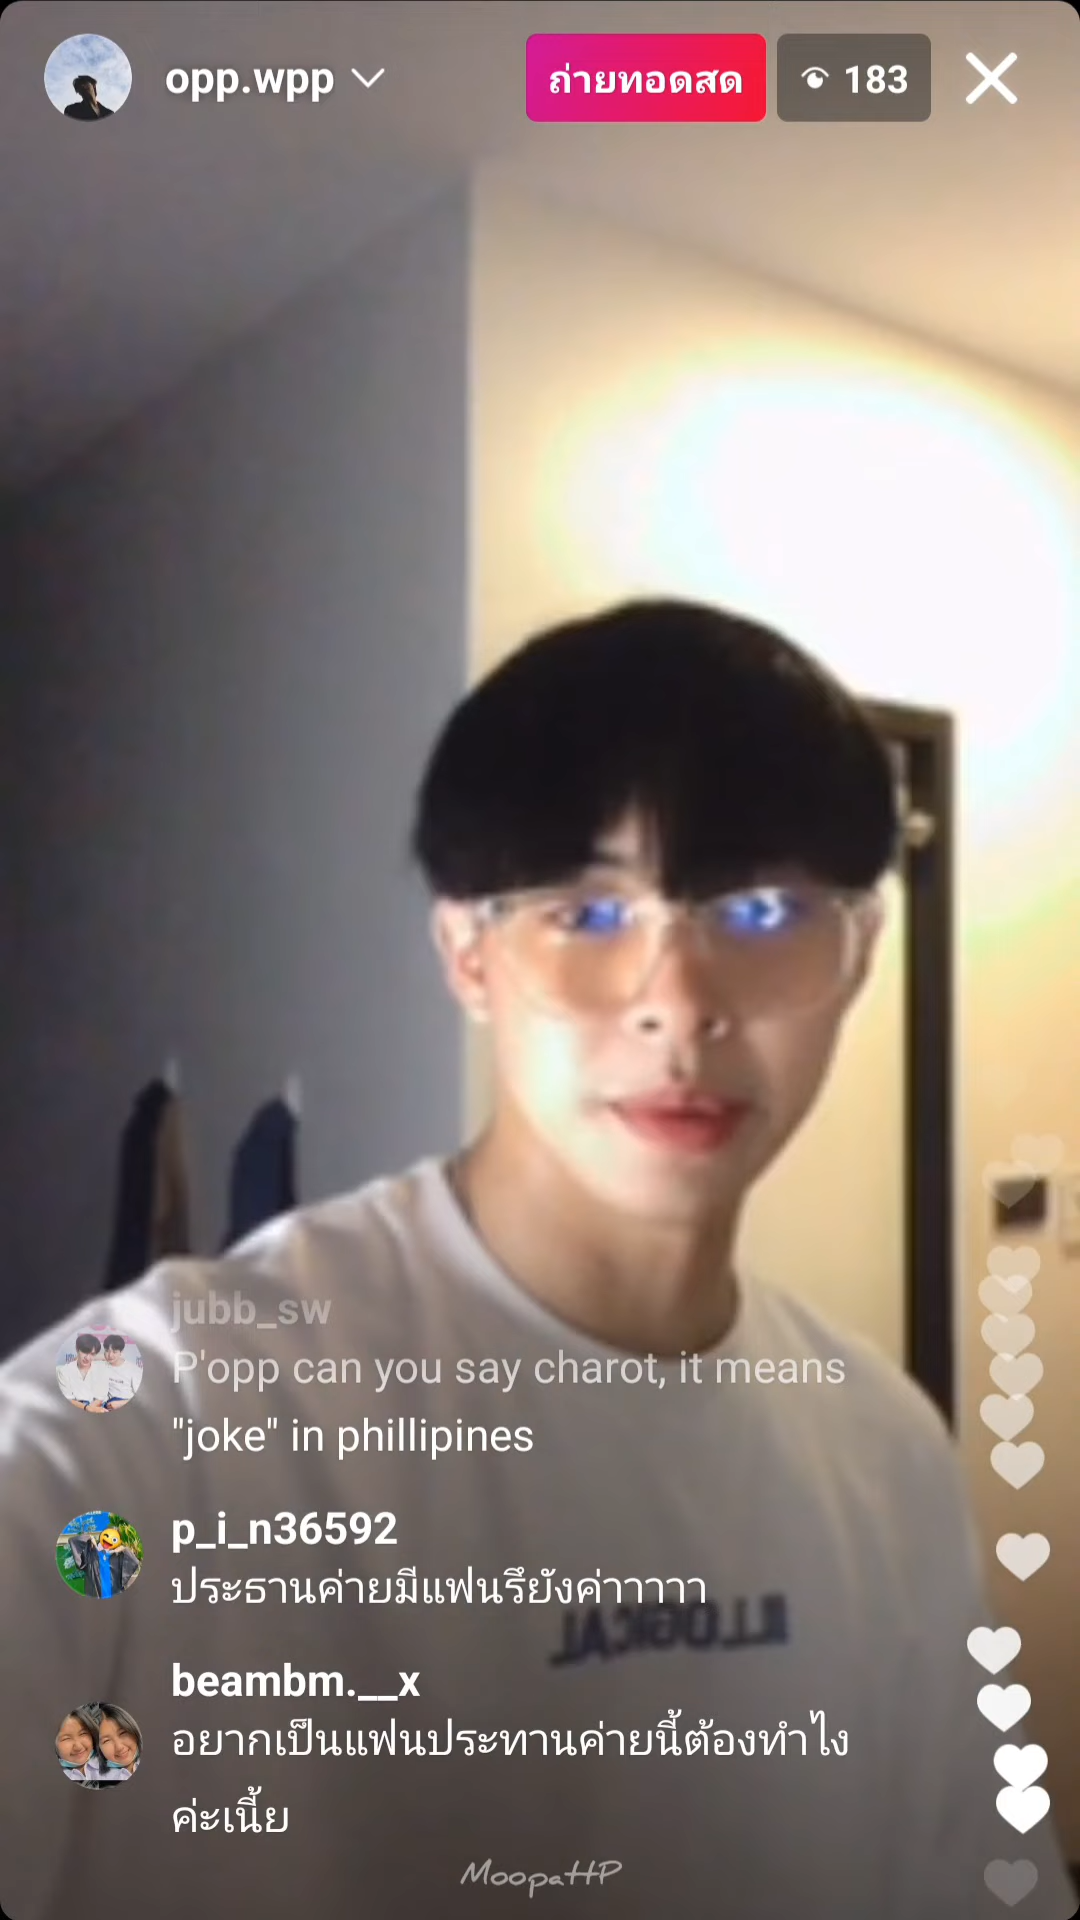 opp.wpp
ถ่ายทอดสด
183
jubb_sw
P'opp can you say charot, it means
"joke" in phillipines
p_i_n36592
ประธานค่ายมีแฟนรึยังค่าาาาา
ILLOGICAL
beambm.__x
อยากเป็นแฟนประทานค่ายนี้ต้องทำไง
ค่ะเนี้ย
MoopaHP